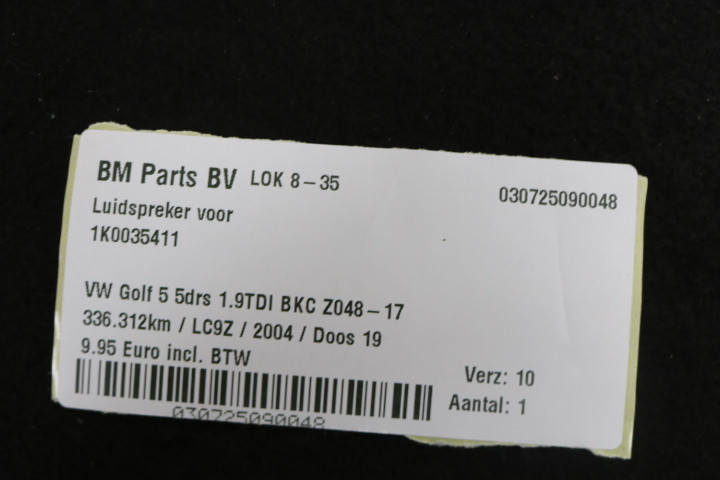 BM Parts BV LOK 8-35
030725090048
Luidspreker voor
1K0035411
VW Golf 5 5drs 1.9TDI BKC Z048-17
336.312km / LC9Z / 2004 / Doos 19
9.95 Euro incl. BTW
Verz: 10
Aantal: 1
030725090048